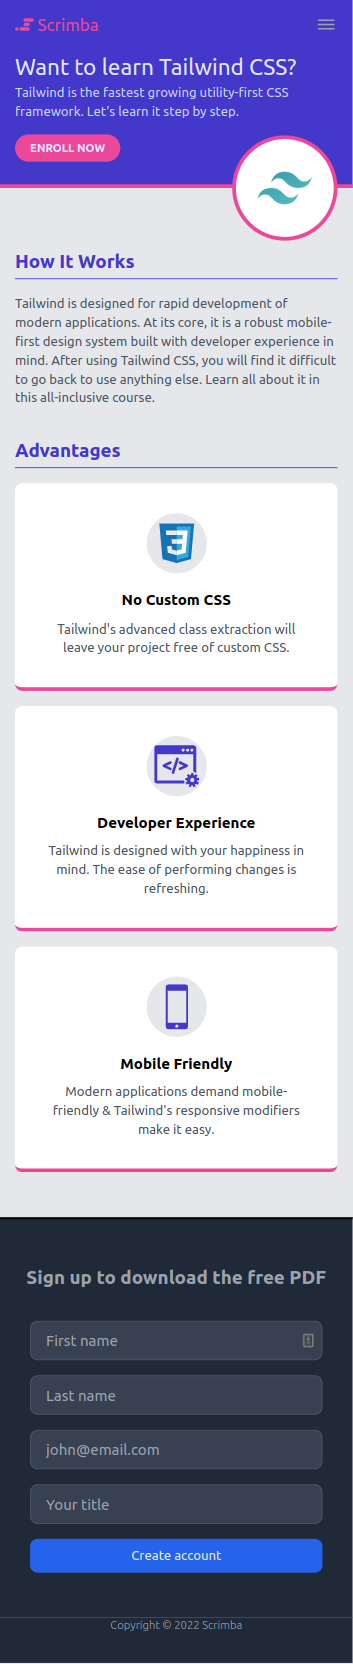 Scrimba
Want to learn Tailwind CSS?
Tailwind is the fastest growing utility-first CSS
framework. Let's learn it step by step.
ENROLL NOW
How It Works
Tailwind is designed for rapid development of
modern applications. At its core, it is a robust mobile-
first design system built with developer experience in
mind. After using Tailwind CSS, you will find it difficult
to go back to use anything else. Learn all about it in
this all-inclusive course.
Advantages
3
No Custom CSS
Tailwind's advanced class extraction will
leave your project free of custom CSS.
</>
Developer Experience
Tailwind is designed with your happiness in
mind. The ease of performing changes is
refreshing.
Mobile Friendly
Modern applications demand mobile-
friendly & Tailwind's responsive modifiers
make it easy.
Sign up to download the free PDF
First name
Last name
john@email.com
Your title
Create account
Copyright © 2022 Scrimba